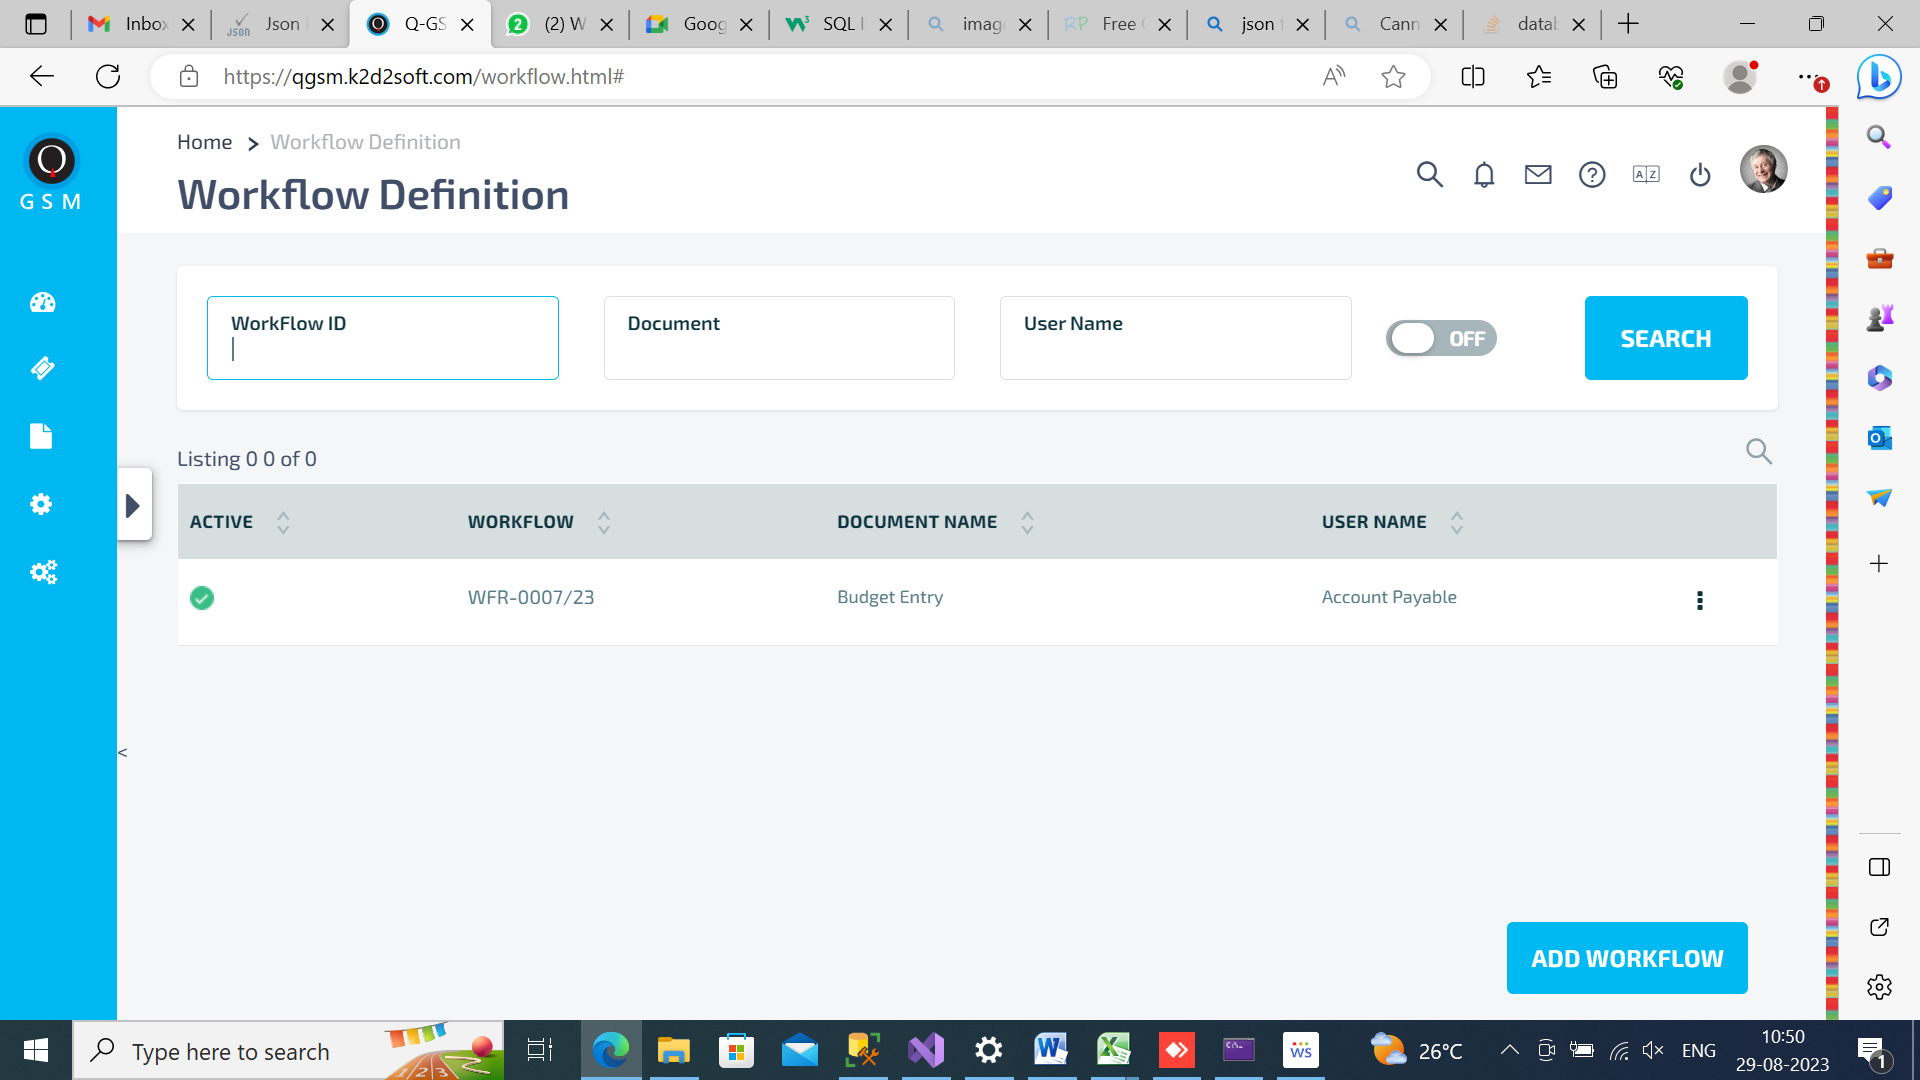 Inbox
Json
Q-GS
(2) W
Goog
SQL I
imag
Free
json
Cann
datab
https://qgsm.k2d2soft.com/workflow.html#
Home > Workflow Definition
Workflow Definition
GSM
WorkFlow ID
Document
User Name
OFF
SEARCH
Listing 0 0 of 0
ACTIVE WORKFLOW DOCUMENT NAME USER NAME
WFR-0007/23 Budget Entry Account Payable
<
ADD WORKFLOW
Type here to search
26°C
ENG
10:50
29-08-2023
1